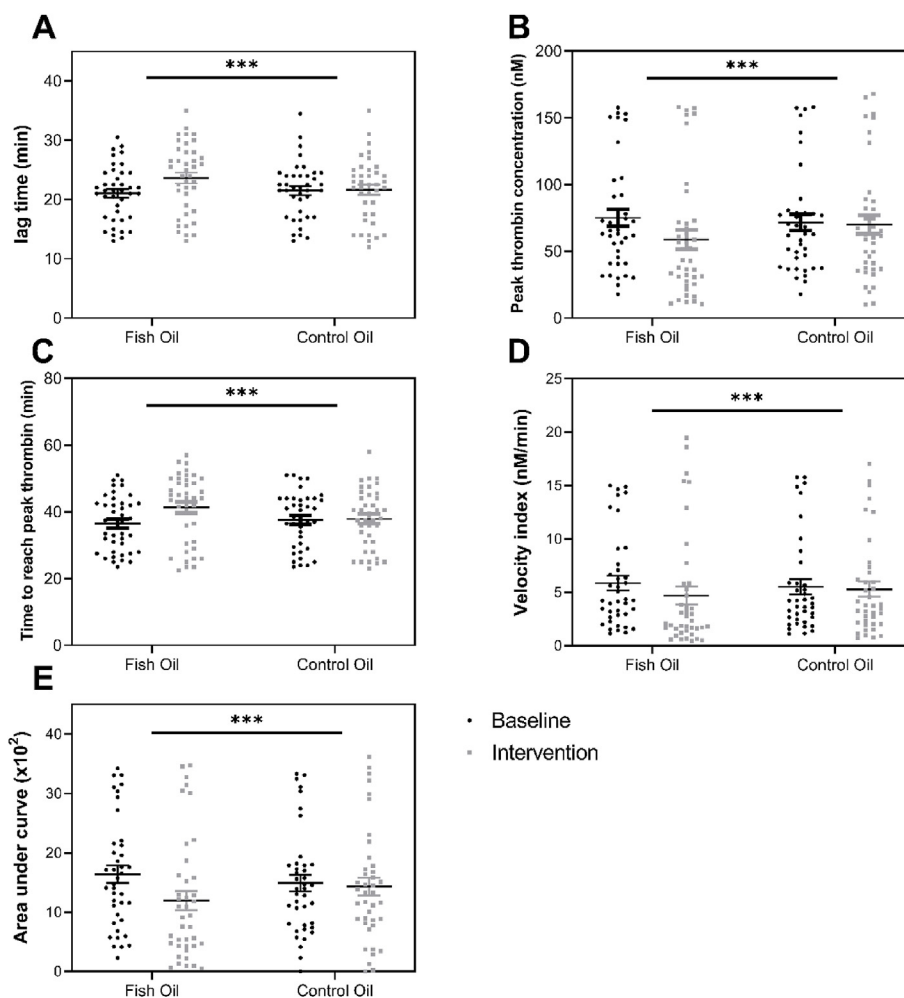 A
***
lag time (min)
40
30
20
10
0
Fish Oil
Control Oil
B
***
Peak thrombin concentration (nM)
200
150
100
50
0
Fish Oil
Control Oil
C
***
Time to reach peak thrombin (min)
80
60
40
20
0
Fish Oil
Control Oil
D
***
Velocity index (nM/min)
25
20
15
10
5
0
Fish Oil
Control Oil
E
***
Area under curve (x10²)
40
30
20
10
0
Fish Oil
Control Oil
Baseline
Intervention